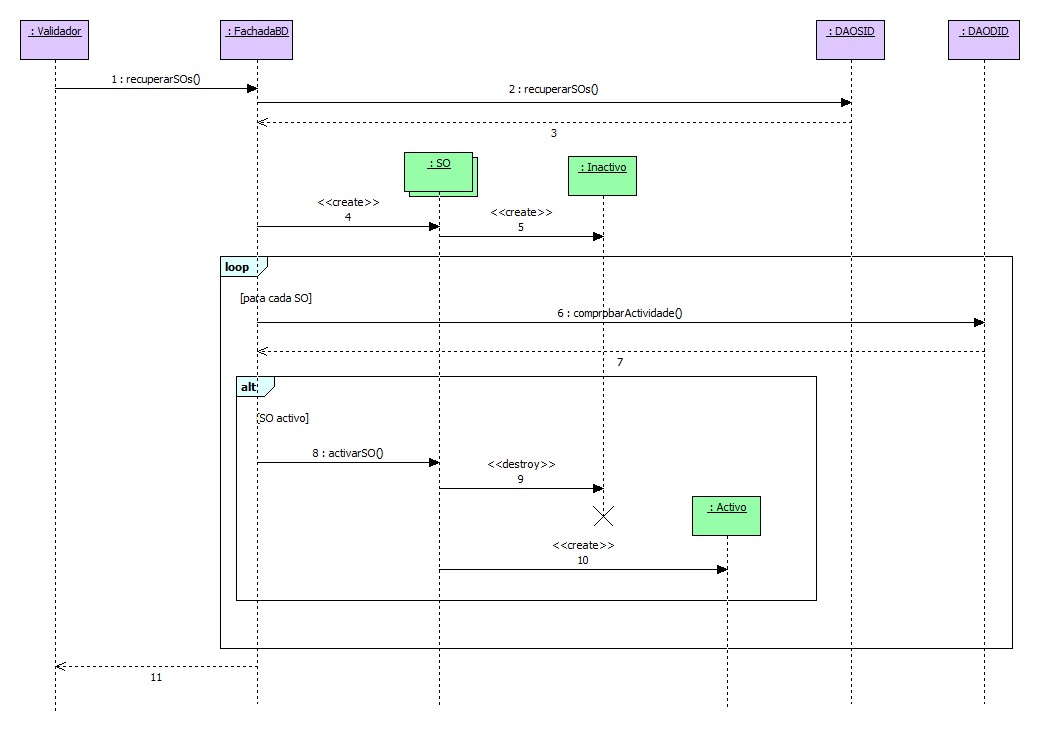 : Validador
: FachadaBD
: DAOSID
: DAODID
1 : recuperarSOs()
2 : recuperarSOs()
3
: SO
: Inactivo
<<create>>
4
<<create>>
5
loop
[para cada SO]
6 : comprobarActividade()
7
alt
[SO activo]
8 : activarSO()
<<destroy>>
9
: Activo
<<create>>
10
11